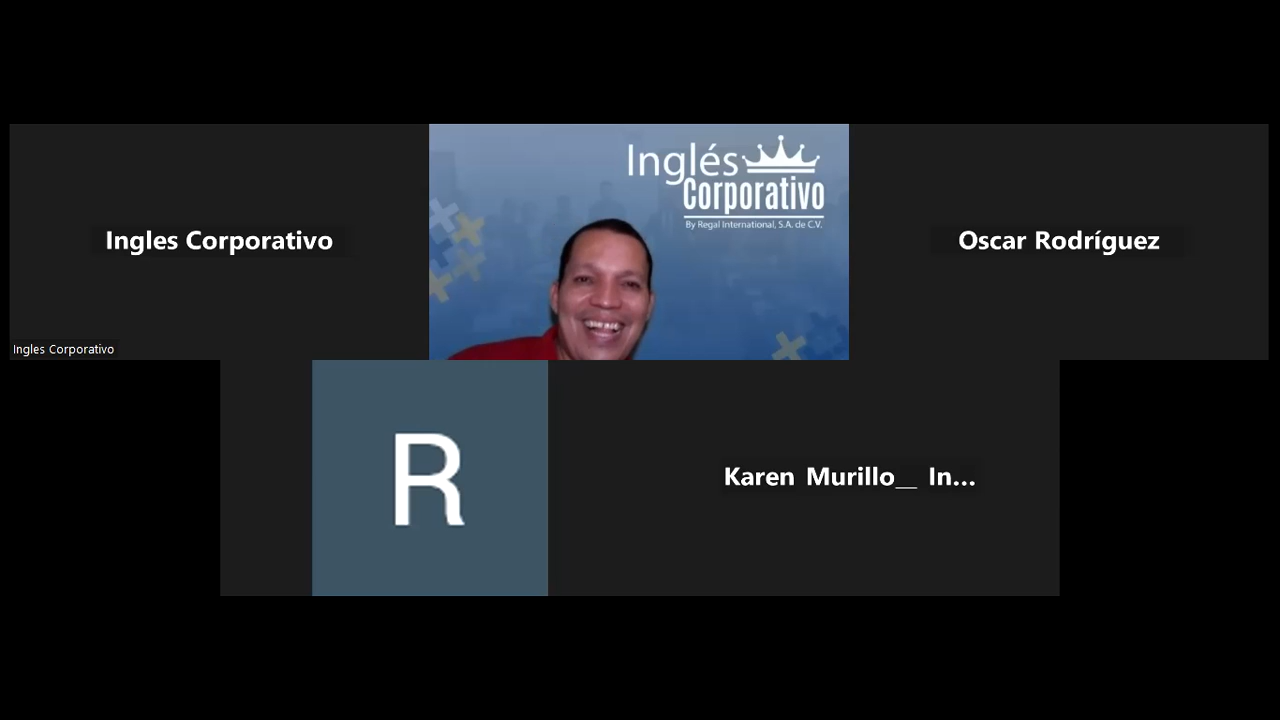 Ingles Corporativo
Ingles Corporativo
Inglés
Corporativo
By Regal International, S.A. de C.V.
Oscar Rodríguez
R
Karen Murillo__ In...